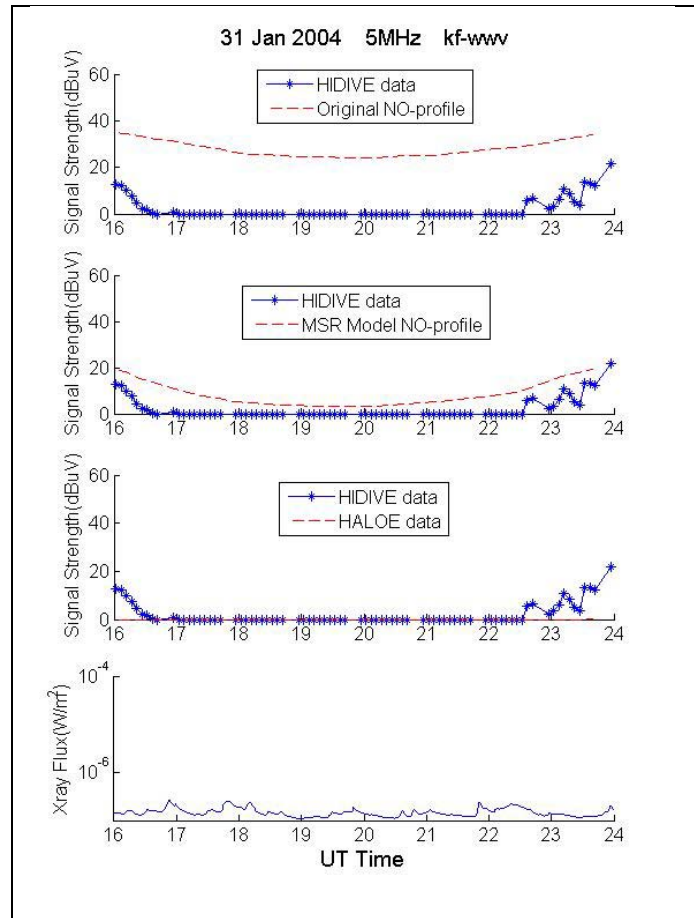 31 Jan 2004 5MHz kf-wwv
60
40
20
0
Signal Strength(dBuV)
HIDIVE data
Original NO-profile
16 17 18 19 20 21 22 23 24
60
40
20
0
Signal Strength(dBuV)
HIDIVE data
MSR Model NO-profile
16 17 18 19 20 21 22 23 24
60
40
20
0
Signal Strength(dBuV)
HIDIVE data
HALOE data
16 17 18 19 20 21 22 23 24
10⁻⁴
10⁻⁶
Xray Flux(W/m²)
16 17 18 19 20 21 22 23 24
UT Time